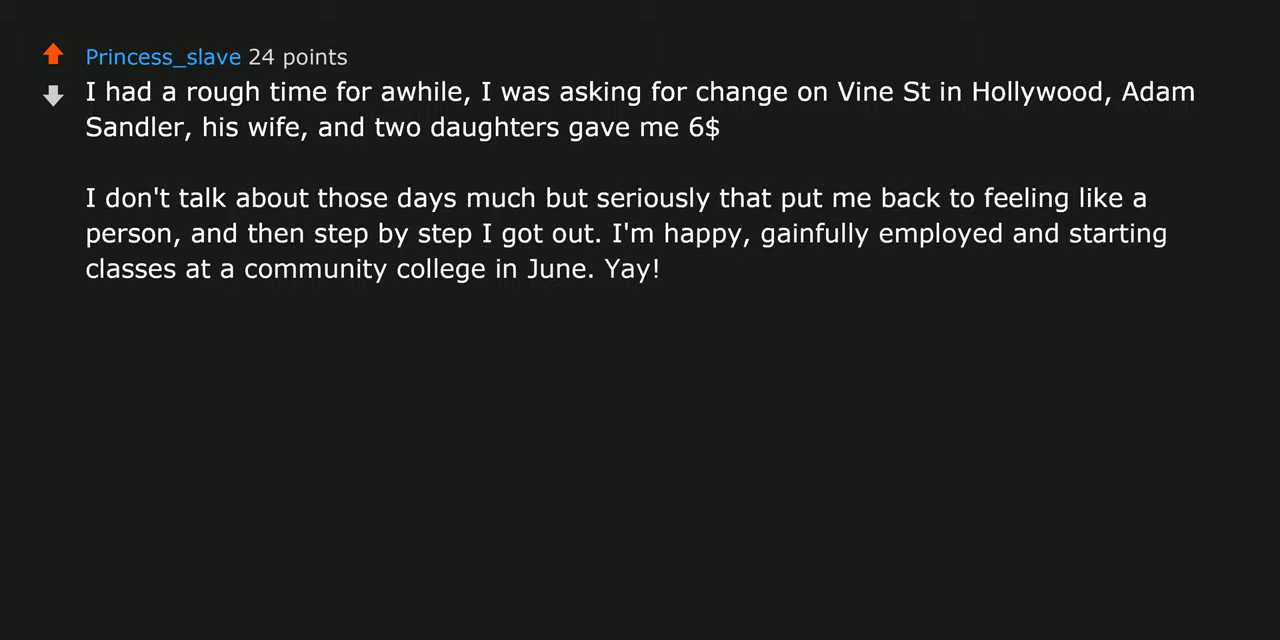 Princess_slave 24 points
I had a rough time for awhile, I was asking for change on Vine St in Hollywood, Adam
Sandler, his wife, and two daughters gave me 6$
I don't talk about those days much but seriously that put me back to feeling like a
person, and then step by step I got out. I'm happy, gainfully employed and starting
classes at a community college in June. Yay!